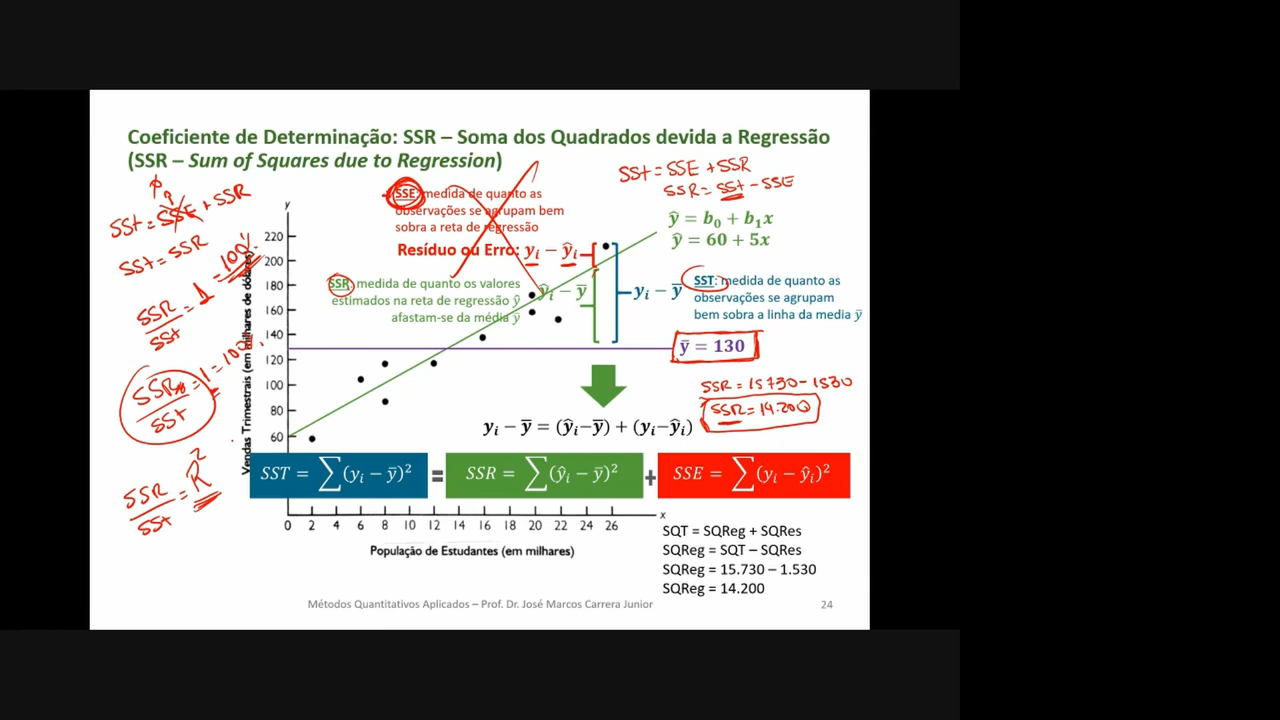 Coeficiente de Determinação: SSR – Soma dos Quadrados devida a Regressão
(SSR – Sum of Squares due to Regression)
SSt = SSE + SSR
SSR = SSt - SSE
SSt = SSE + SSR
SSt = SSR
SSR/SSt = 1 = 100%
SSR/SSt = 1 = 100%
SSR/SSt = R²
SSE: medida de quanto as
observações se agrupam bem
sobra a reta de regressão
Resíduo ou Erro: yᵢ − ŷᵢ
ŷ = b₀ + b₁x
ŷ = 60 + 5x
SSR: medida de quanto os valores
estimados na reta de regressão ŷ
afastam-se da média ȳ
ŷᵢ − ȳ
yᵢ − ȳ
SST: medida de quanto as
observações se agrupam
bem sobra a linha da media ȳ
ȳ = 130
SSR = 15730 - 1530
SSR = 14.200
yᵢ − ȳ = (ŷᵢ−ȳ) + (yᵢ−ŷᵢ)
SST = ∑(yᵢ − ȳ)² = SSR = ∑(ŷᵢ − ȳ)² + SSE = ∑(yᵢ − ŷᵢ)²
y
220
200
180
160
140
120
100
80
60
Vendas Trimestrais (em milhares de dólares)
0 2 4 6 8 10 12 14 16 18 20 22 24 26
x
População de Estudantes (em milhares)
SQT = SQReg + SQRes
SQReg = SQT – SQRes
SQReg = 15.730 – 1.530
SQReg = 14.200
Métodos Quantitativos Aplicados – Prof. Dr. José Marcos Carrera Junior
24